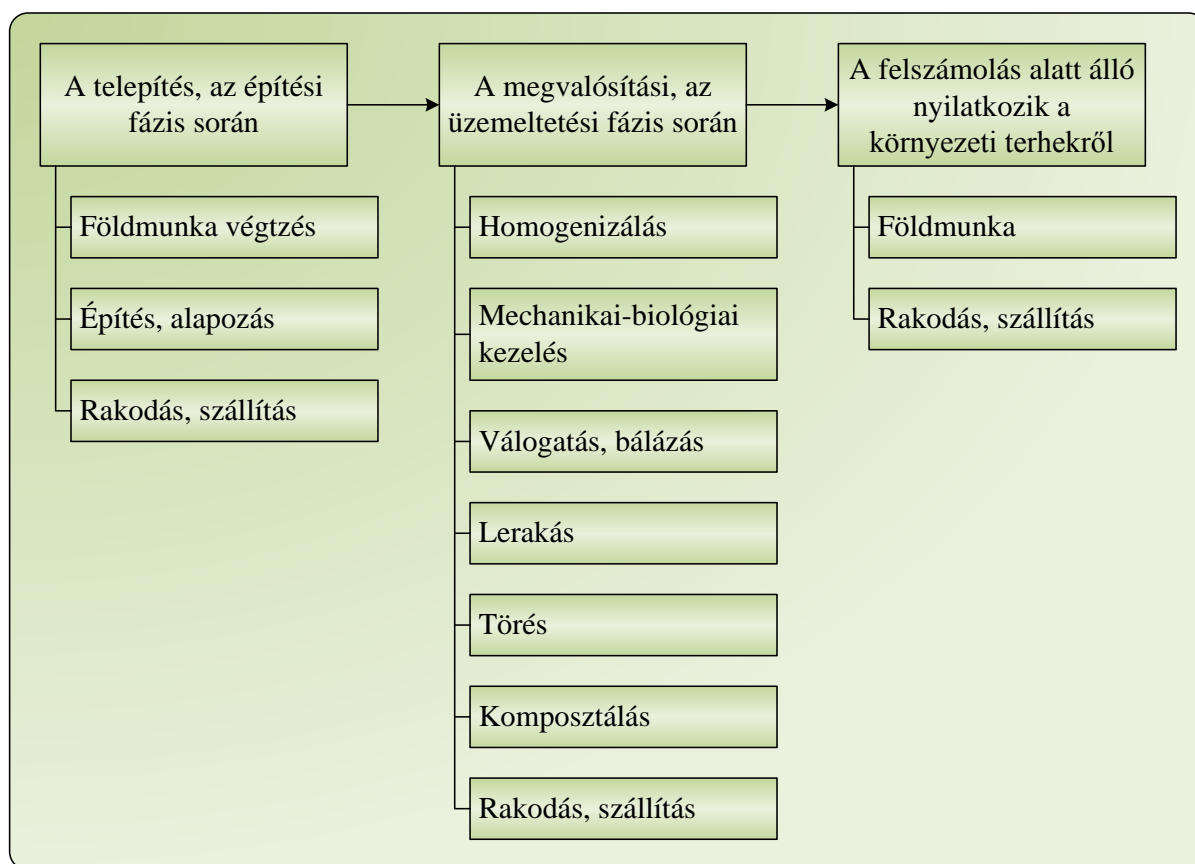 A telepítés, az építési
fázis során
Földmunka végtzés
Építés, alapozás
Rakodás, szállítás
A megvalósítási, az
üzemeltetési fázis során
Homogenizálás
Mechanikai-biológiai
kezelés
Válogatás, bálázás
Lerakás
Törés
Komposztálás
Rakodás, szállítás
A felszámolás alatt álló
nyilatkozik a
környezeti terhekről
Földmunka
Rakodás, szállítás